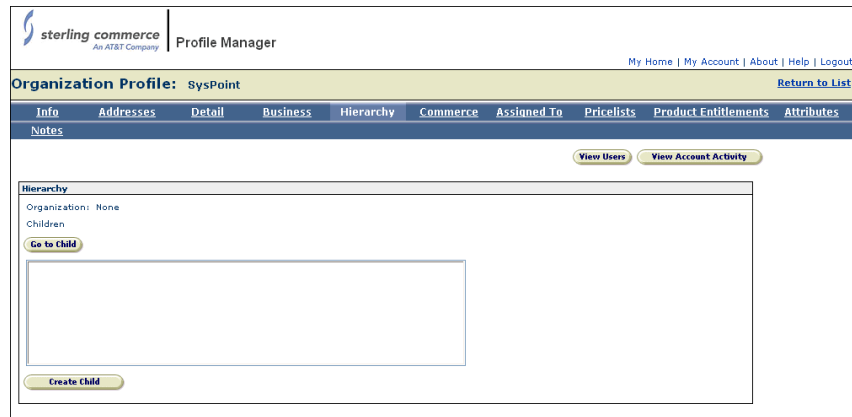 sterling commerce
An AT&T Company
Profile Manager
My Home | My Account | About | Help | Logout
Organization Profile: SysPoint
Return to List
Info Addresses Detail Business Hierarchy Commerce Assigned To Pricelists Product Entitlements Attributes
Notes
View Users View Account Activity
Hierarchy
Organization: None
Children
Go to Child
Create Child